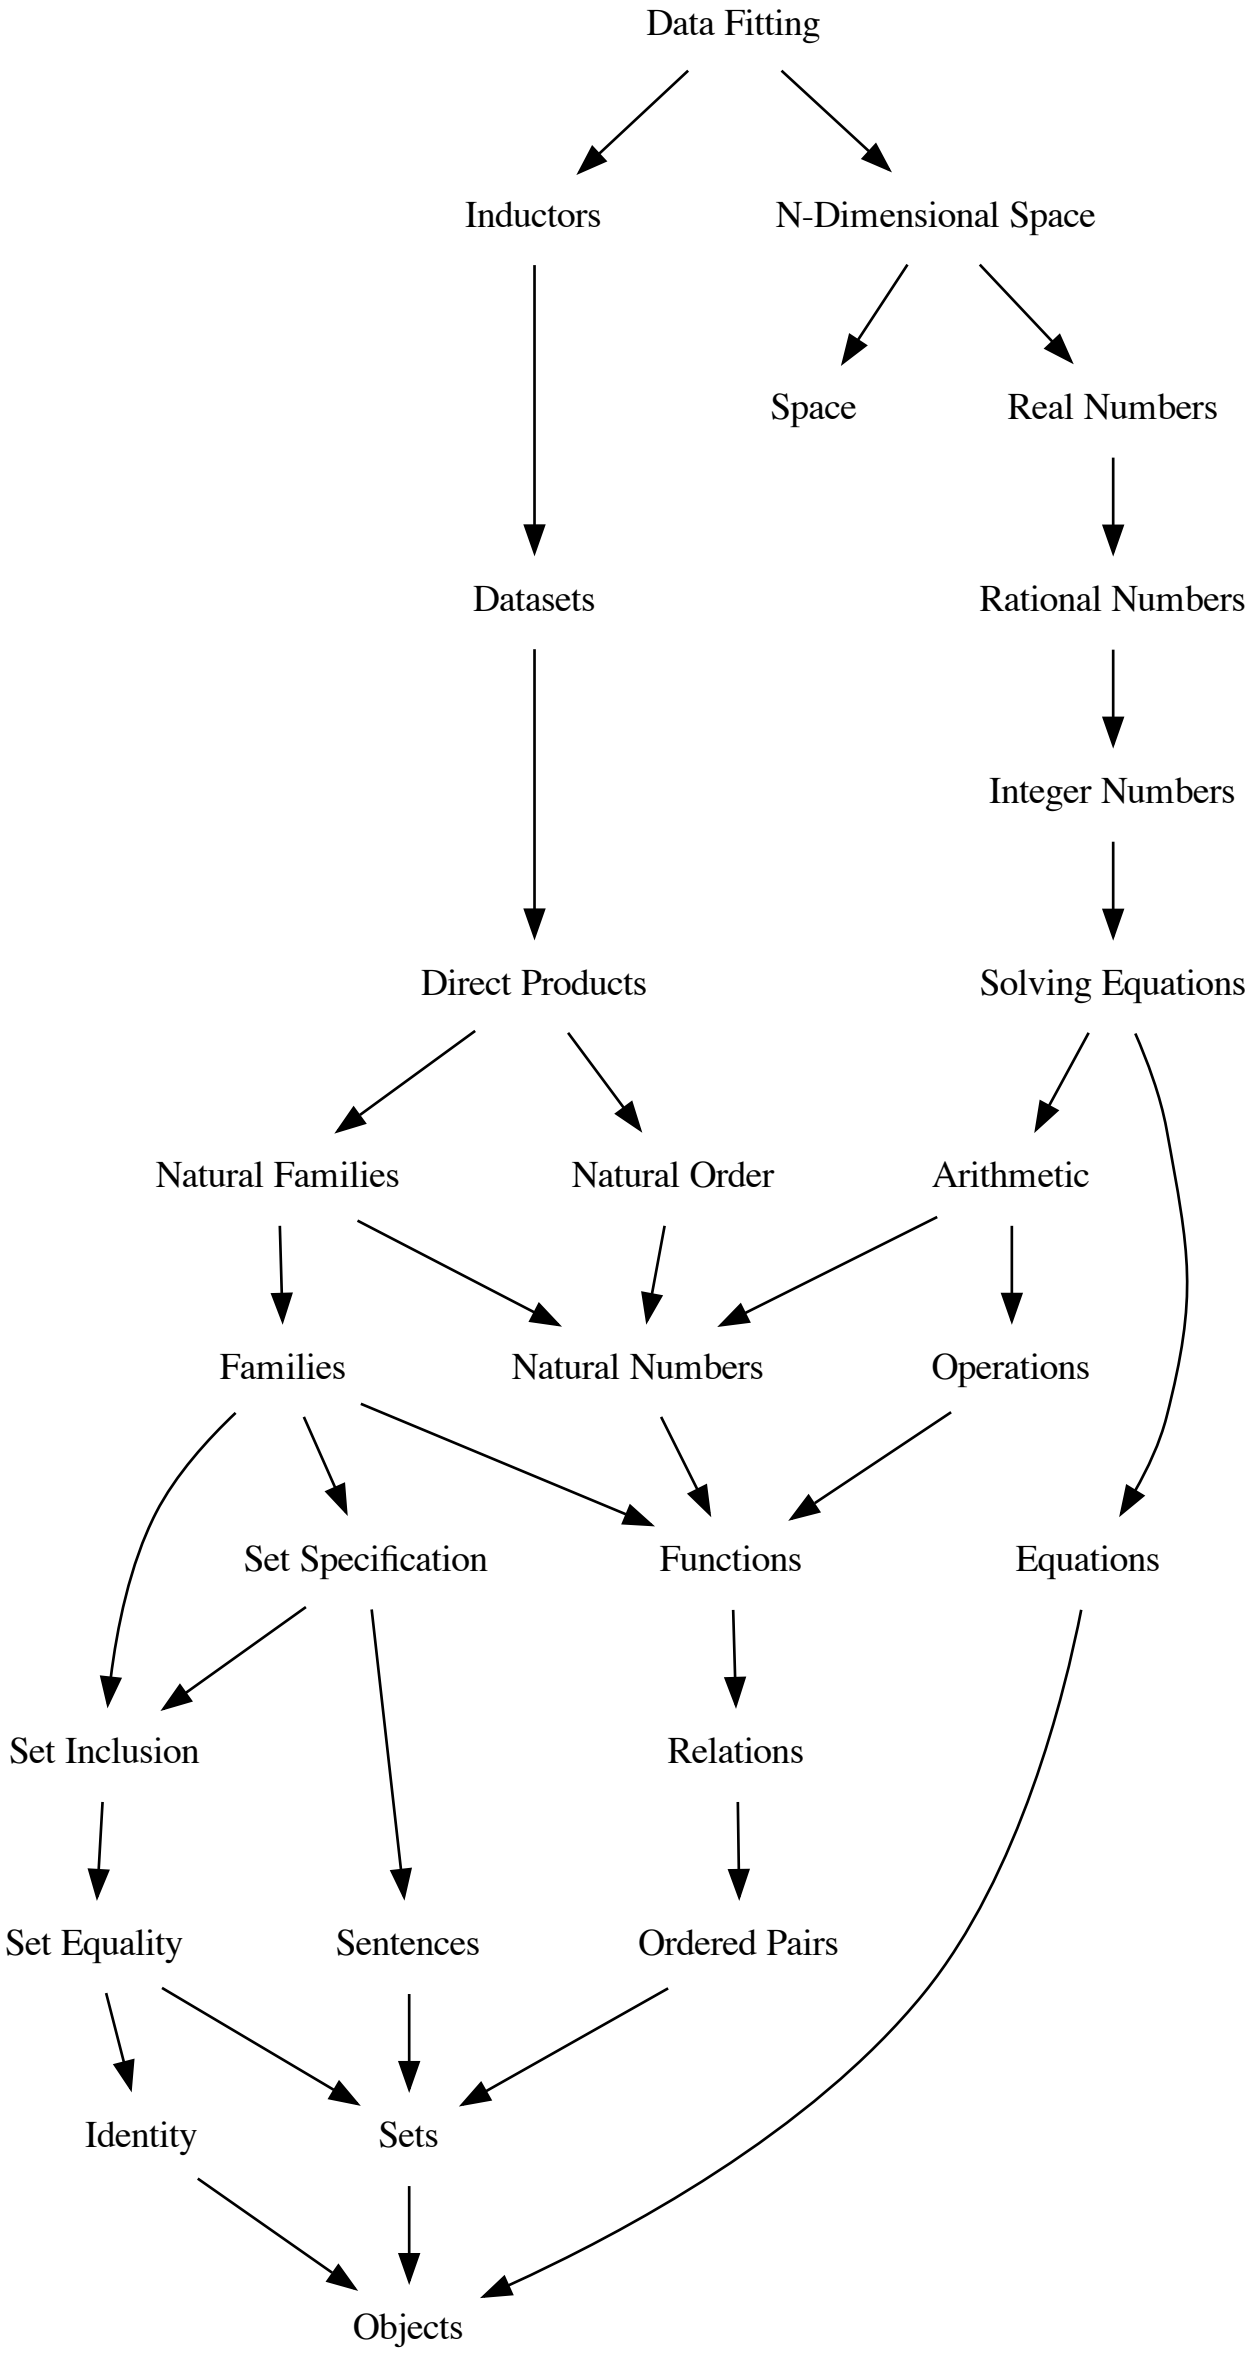 Data Fitting
Inductors
N-Dimensional Space
Space
Real Numbers
Datasets
Rational Numbers
Integer Numbers
Direct Products
Solving Equations
Natural Families
Natural Order
Arithmetic
Families
Natural Numbers
Operations
Set Specification
Functions
Equations
Set Inclusion
Relations
Set Equality
Sentences
Ordered Pairs
Identity
Sets
Objects